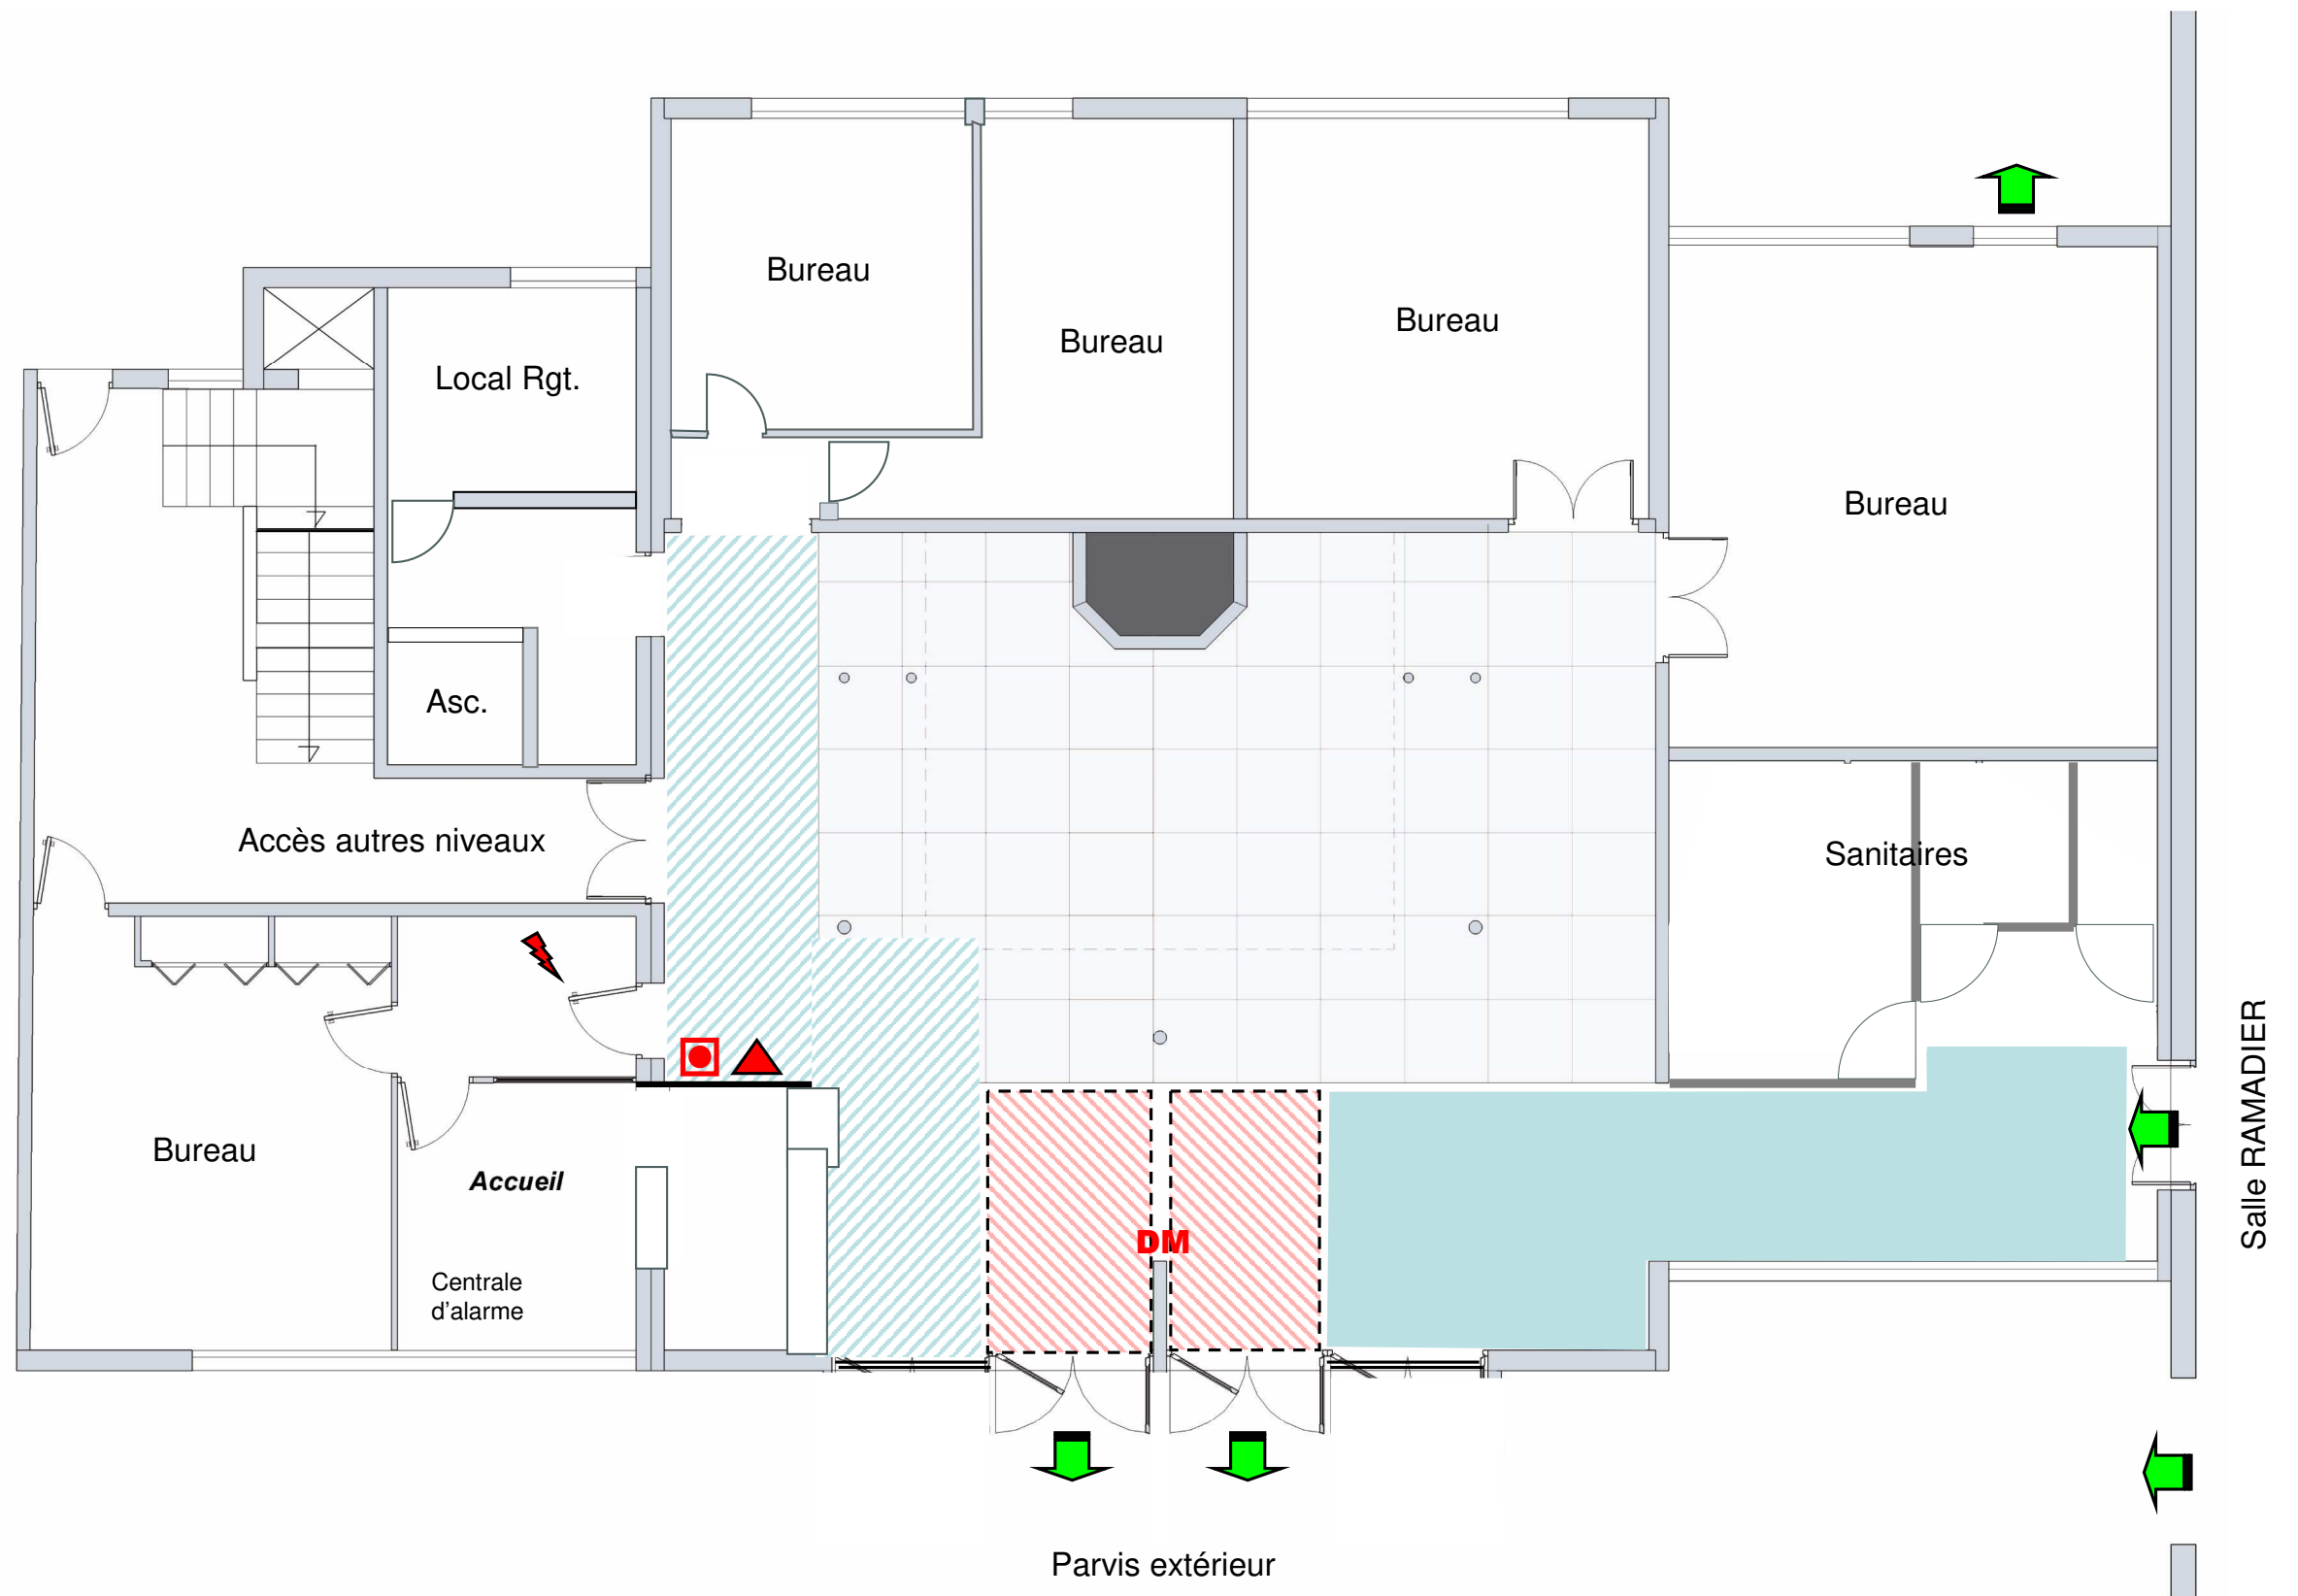 Bureau
Bureau
Bureau
Local Rgt.
Bureau
Asc.
Accès autres niveaux
Sanitaires
Bureau
Accueil
DM
Centrale
d'alarme
Salle RAMADIER
Parvis extérieur